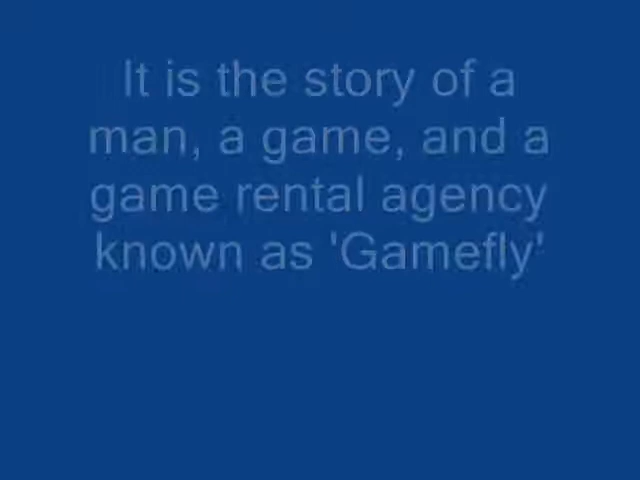 It is the story of a
man, a game, and a
game rental agency
known as 'Gamefly'